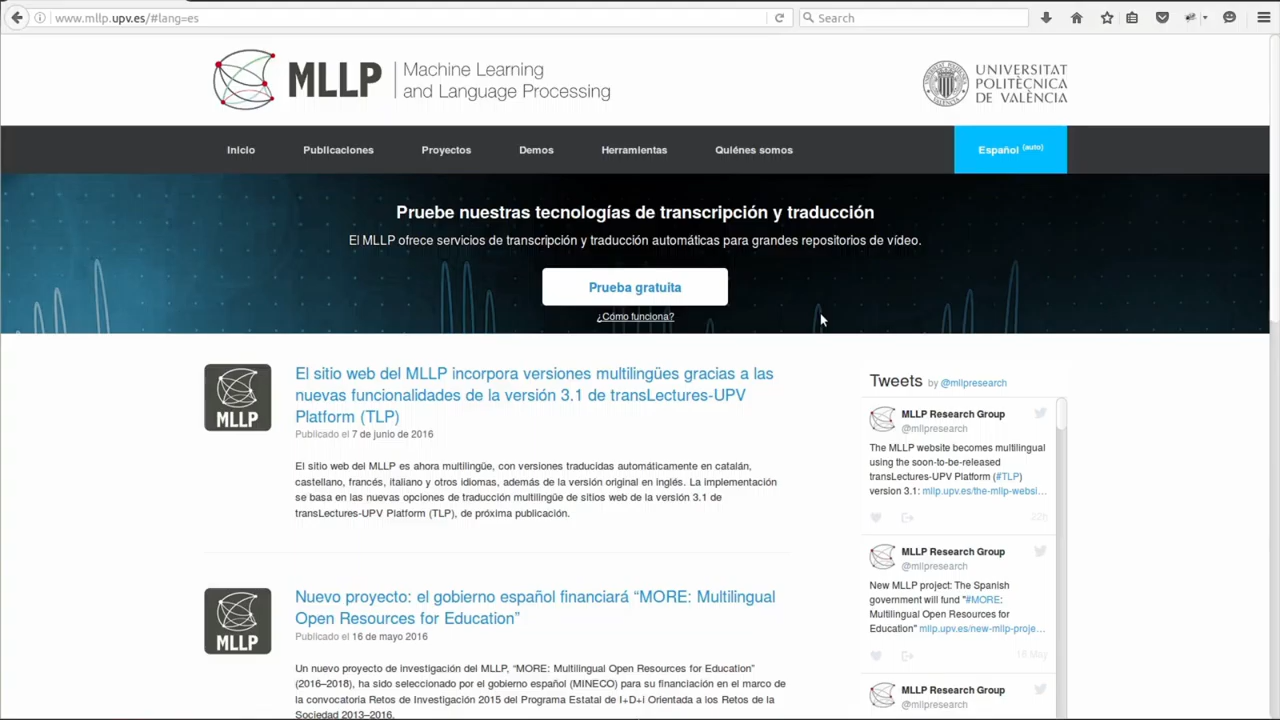 www.mllp.upv.es/#lang=es
Search
MLLP
Machine Learning
and Language Processing
UNIVERSITAT
POLITÈCNICA
DE VALÈNCIA
Inicio
Publicaciones
Proyectos
Demos
Herramientas
Quiénes somos
Español (auto)
Pruebe nuestras tecnologías de transcripción y traducción
El MLLP ofrece servicios de transcripción y traducción automáticas para grandes repositorios de vídeo.
Prueba gratuita
¿Cómo funciona?
MLLP
El sitio web del MLLP incorpora versiones multilingües gracias a las
nuevas funcionalidades de la versión 3.1 de transLectures-UPV
Platform (TLP)
Publicado el 7 de junio de 2016
El sitio web del MLLP es ahora multilingüe, con versiones traducidas automáticamente en catalán,
castellano, francés, italiano y otros idiomas, además de la versión original en inglés. La implementación
se basa en las nuevas opciones de traducción multilingüe de sitios web de la versión 3.1 de
transLectures-UPV Platform (TLP), de próxima publicación.
MLLP
Nuevo proyecto: el gobierno español financiará “MORE: Multilingual
Open Resources for Education”
Publicado el 16 de mayo 2016
Un nuevo proyecto de investigación del MLLP, “MORE: Multilingual Open Resources for Education”
(2016–2018), ha sido seleccionado por el gobierno español (MINECO) para su financiación en el marco de
la convocatoria Retos de Investigación 2015 del Programa Estatal de I+D+i Orientada a los Retos de la
Sociedad 2013–2016.
Tweets by @mllpresearch
MLLP Research Group
@mllpresearch
The MLLP website becomes multilingual
using the soon-to-be-released
transLectures-UPV Platform (#TLP)
version 3.1: mllp.upv.es/the-mllp-websi…
22h
MLLP Research Group
@mllpresearch
New MLLP project: The Spanish
government will fund "#MORE:
Multilingual Open Resources for
Education" mllp.upv.es/new-mllp-proje…
18 May
MLLP Research Group
@mllpresearch